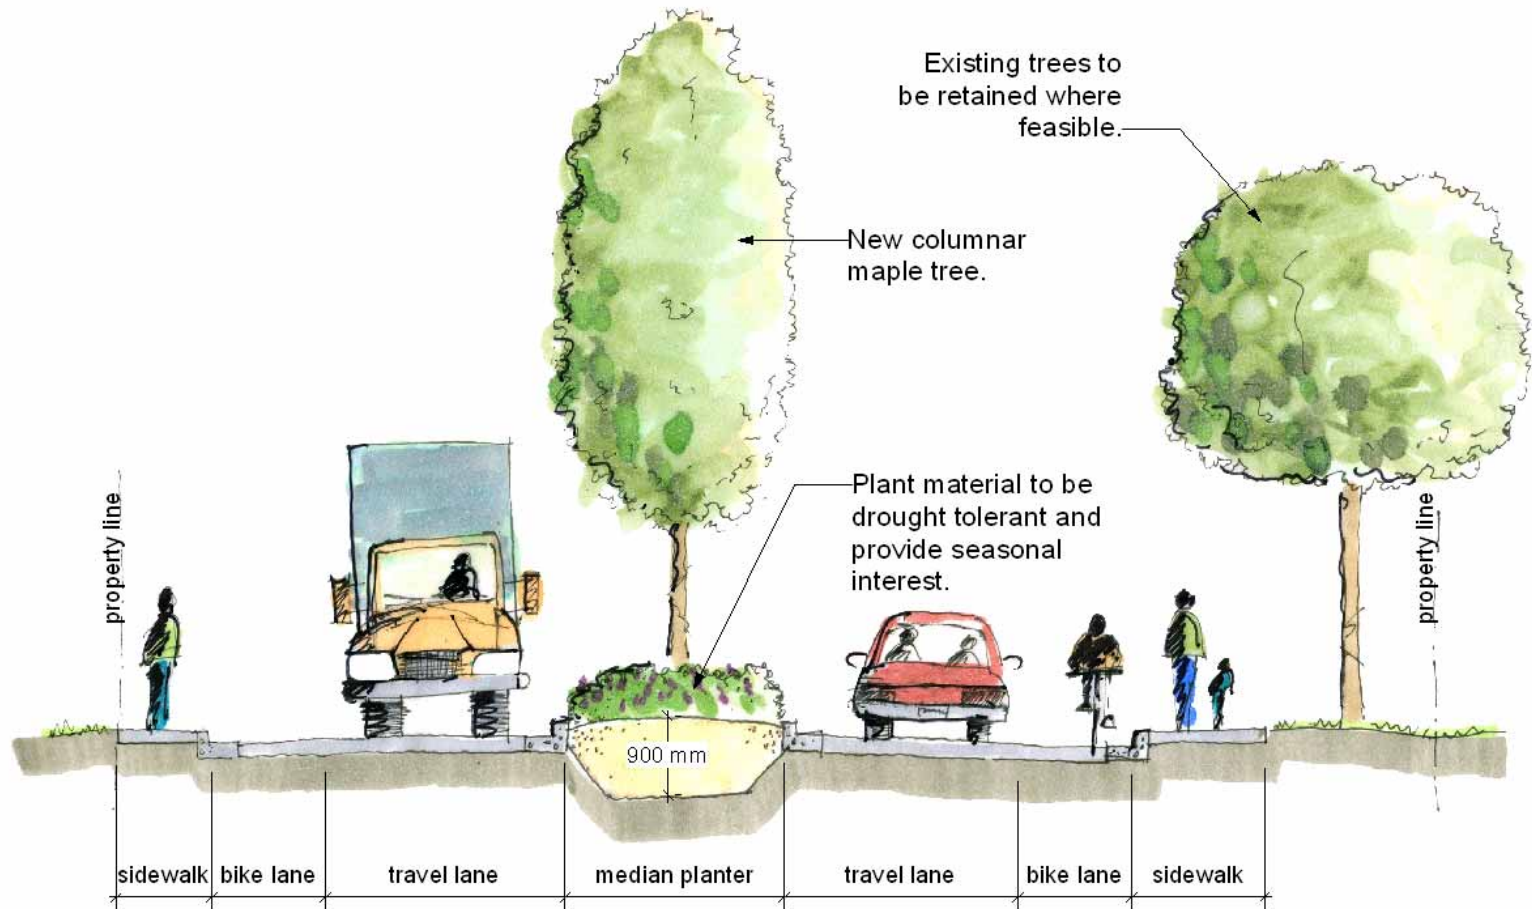 Existing trees to
be retained where
feasible.
New columnar
maple tree.
Plant material to be
drought tolerant and
provide seasonal
interest.
property line
property line
900 mm
sidewalk
bike lane
travel lane
median planter
travel lane
bike lane
sidewalk